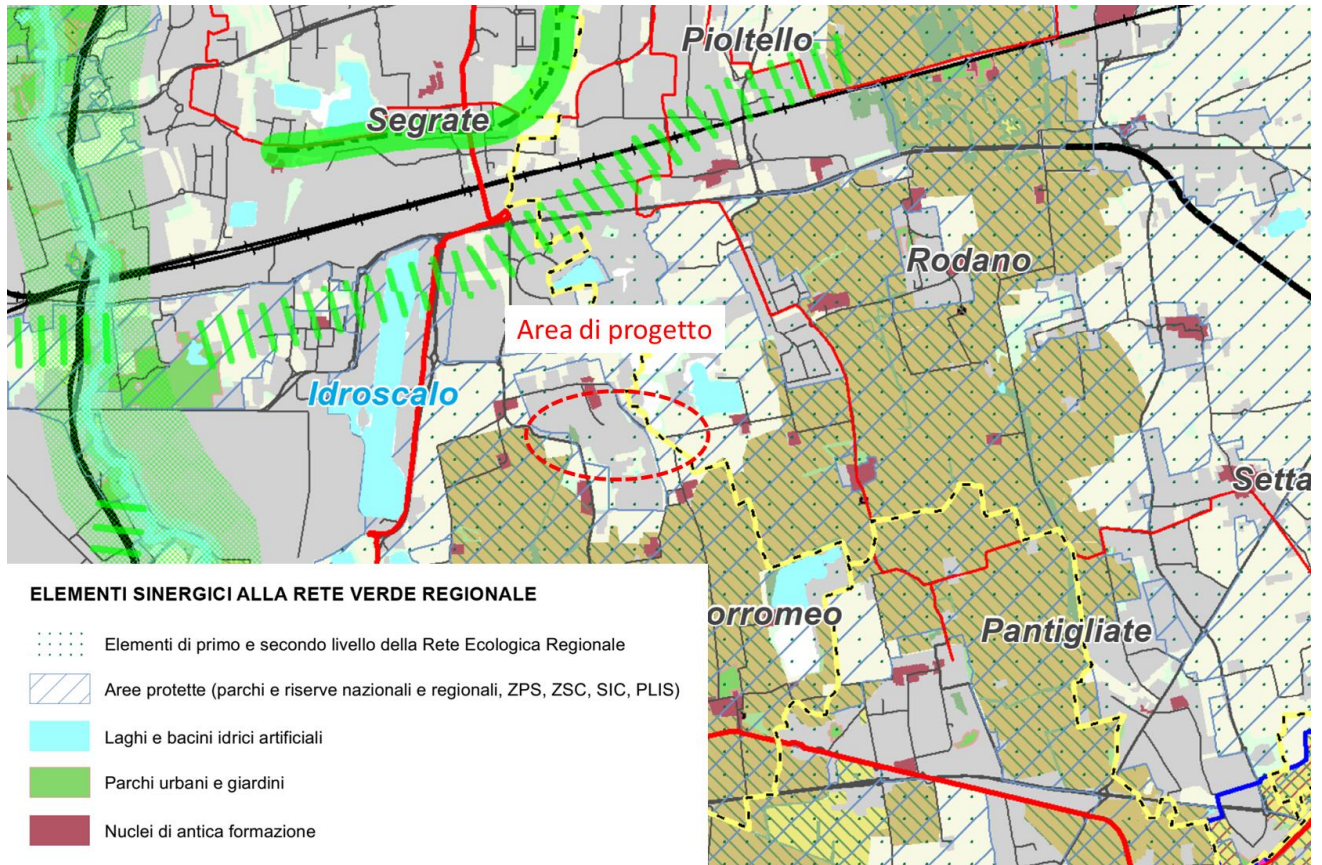 Pioltello
Segrate
Rodano
Area di progetto
Idroscalo
Setta
orromeo
Pantigliate
ELEMENTI SINERGICI ALLA RETE VERDE REGIONALE
Elementi di primo e secondo livello della Rete Ecologica Regionale
Aree protette (parchi e riserve nazionali e regionali, ZPS, ZSC, SIC, PLIS)
Laghi e bacini idrici artificiali
Parchi urbani e giardini
Nuclei di antica formazione